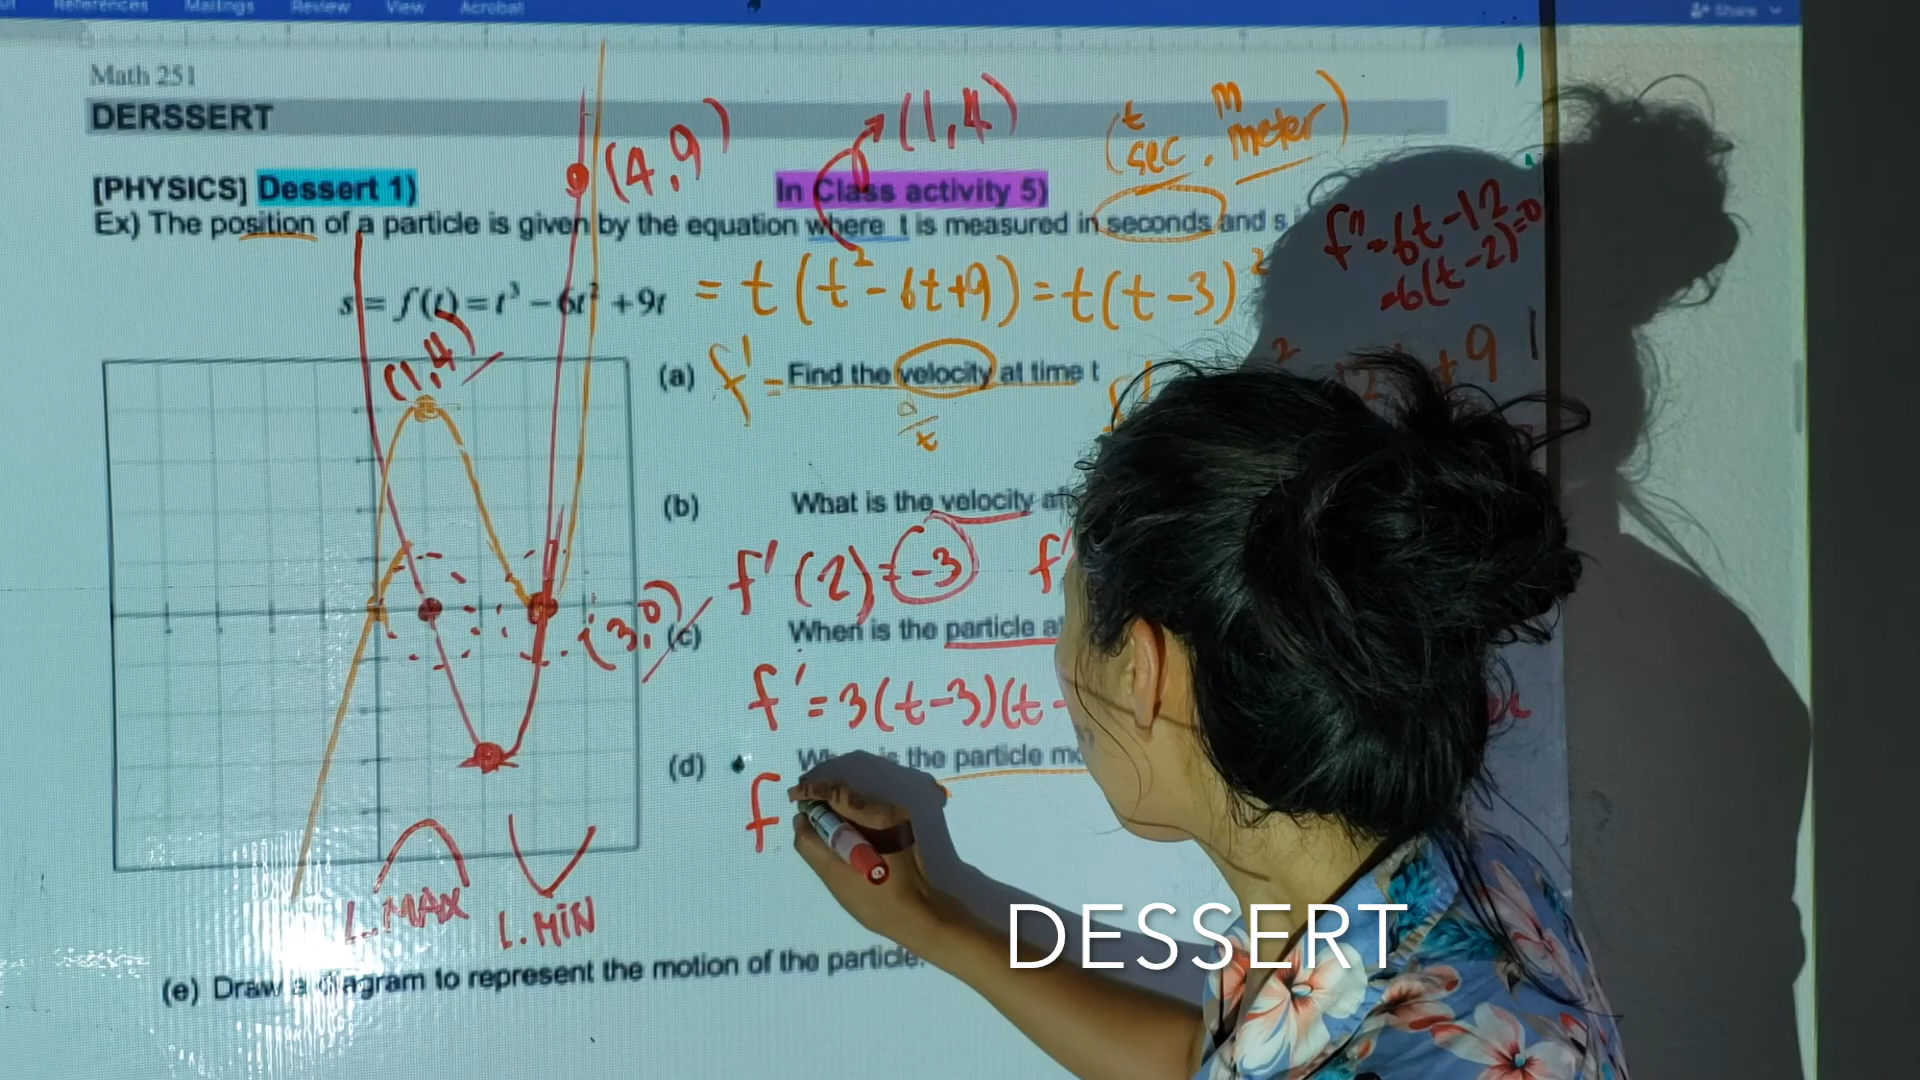 References Mailings Review View Acrobat Share
Math 251
DERSSERT
(4,9)
(1,4)
(t sec, m meter)
[PHYSICS] Dessert 1) In Class activity 5)
Ex) The position of a particle is given by the equation where t is measured in seconds and s
f"=6t-12
=6(t-2)=0
s = f(t) = t³ − 6t² + 9t = t(t²-6t+9)=t(t-3)²
(1,4)
(a) f' = Find the velocity at time t
+9
t
(b) What is the velocity
f'(2)=-3 f'
(3,0)
(c) When is the particle
f'=3(t-3)(t-
(d) is the particle
f
L.MAX L.MiN
DESSERT
(e) Draw a diagram to represent the motion of the particle.